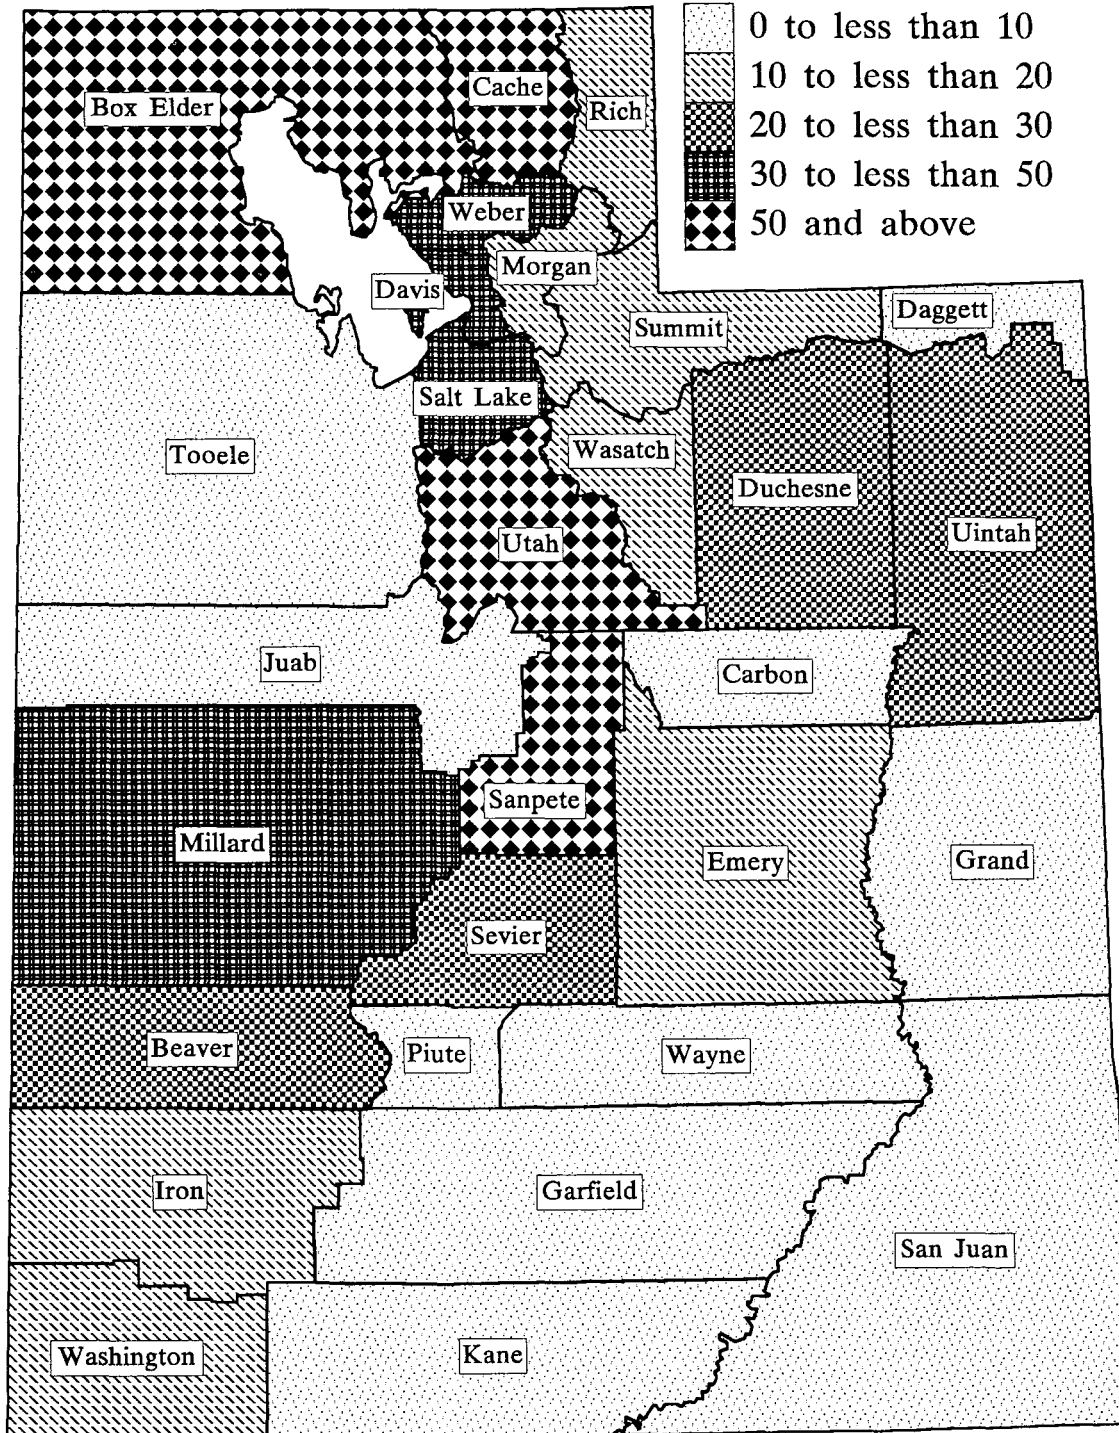 0 to less than 10
10 to less than 20
20 to less than 30
30 to less than 50
50 and above
Cache
Box Elder
Rich
Weber
Morgan
Davis
Daggett
Summit
Salt Lake
Wasatch
Tooele
Duchesne
Uintah
Utah
Juab
Carbon
Sanpete
Millard
Emery
Grand
Sevier
Beaver
Piute
Wayne
Iron
Garfield
San Juan
Washington
Kane